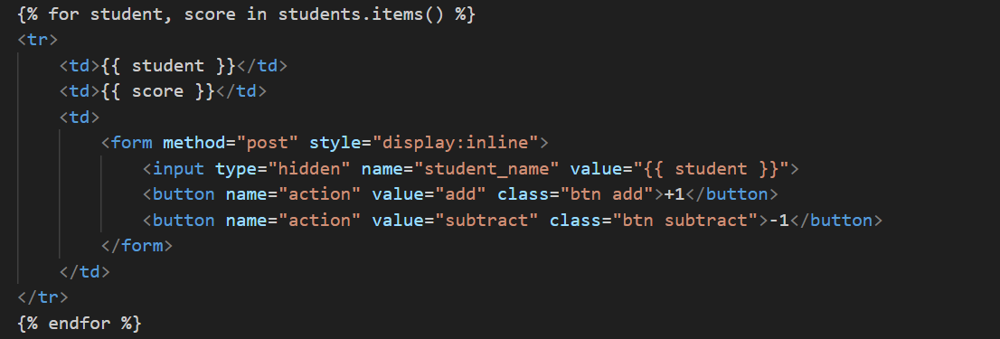 {% for student, score in students.items() %}
<tr>
<td>{{ student }}</td>
<td>{{ score }}</td>
<td>
<form method="post" style="display:inline">
<input type="hidden" name="student_name" value="{{ student }}">
<button name="action" value="add" class="btn add">+1</button>
<button name="action" value="subtract" class="btn subtract">-1</button>
</form>
</td>
</tr>
{% endfor %}